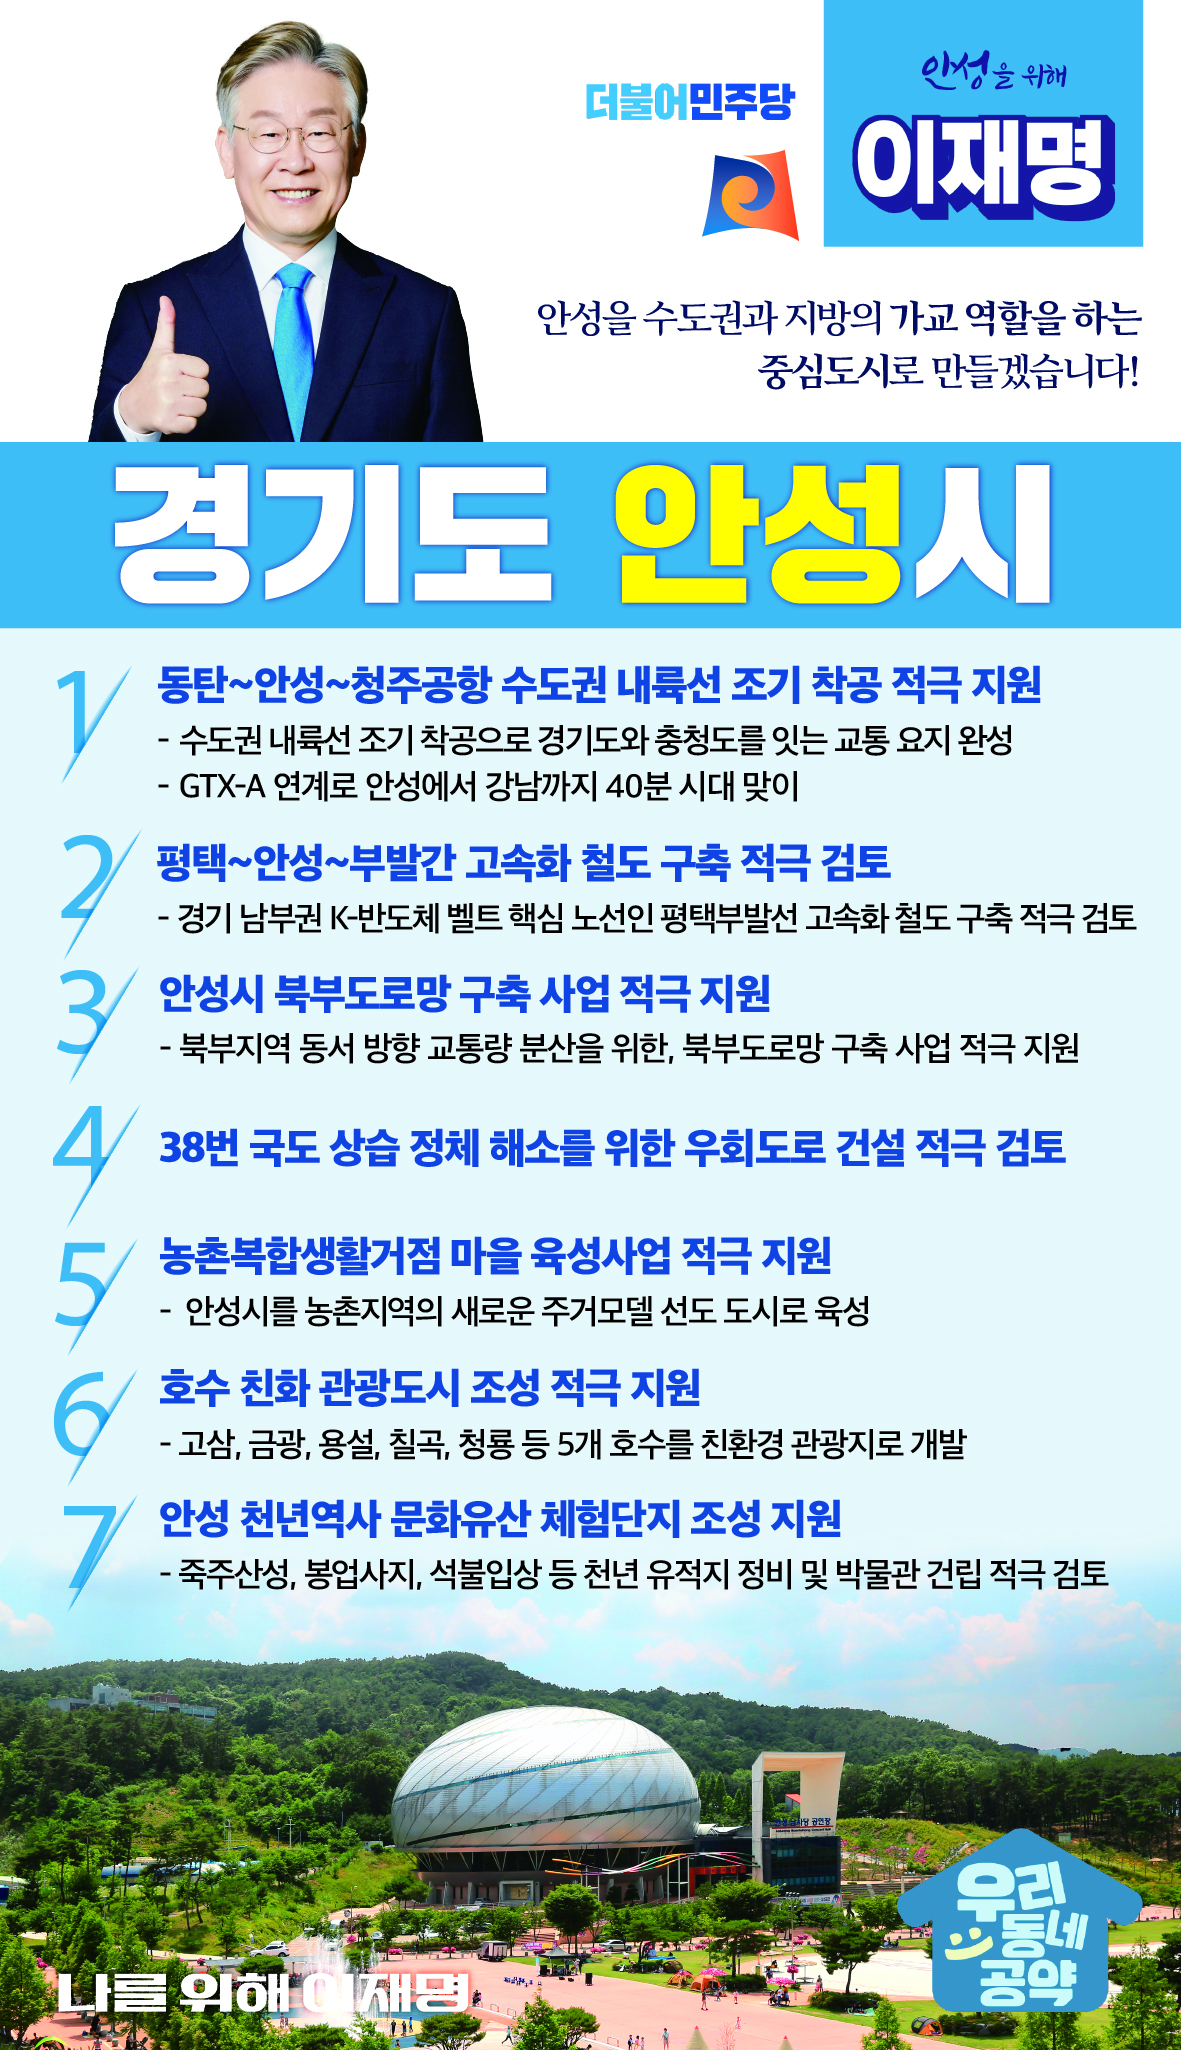 더불어민주당
안성을 위해
이재명
안성을 수도권과 지방의 가교 역할을 하는
중심도시로 만들겠습니다!
경기도 안성시
1
동탄~안성~청주공항 수도권 내륙선 조기 착공 적극 지원
- 수도권 내륙선 조기 착공으로 경기도와 충청도를 잇는 교통 요지 완성
- GTX-A 연계로 안성에서 강남까지 40분 시대 맞이
2
평택~안성~부발간 고속화 철도 구축 적극 검토
- 경기 남부권 K-반도체 벨트 핵심 노선인 평택부발선 고속화 철도 구축 적극 검토
3
안성시 북부도로망 구축 사업 적극 지원
- 북부지역 동서 방향 교통량 분산을 위한, 북부도로망 구축 사업 적극 지원
4
38번 국도 상습 정체 해소를 위한 우회도로 건설 적극 검토
5
농촌복합생활거점 마을 육성사업 적극 지원
- 안성시를 농촌지역의 새로운 주거모델 선도 도시로 육성
6
호수 친화 관광도시 조성 적극 지원
- 고삼, 금광, 용설, 칠곡, 청룡 등 5개 호수를 친환경 관광지로 개발
7
안성 천년역사 문화유산 체험단지 조성 지원
- 죽주산성, 봉업사지, 석불입상 등 천년 유적지 정비 및 박물관 건립 적극 검토
공연장
우리
동네
공약
나를 위해 이재명